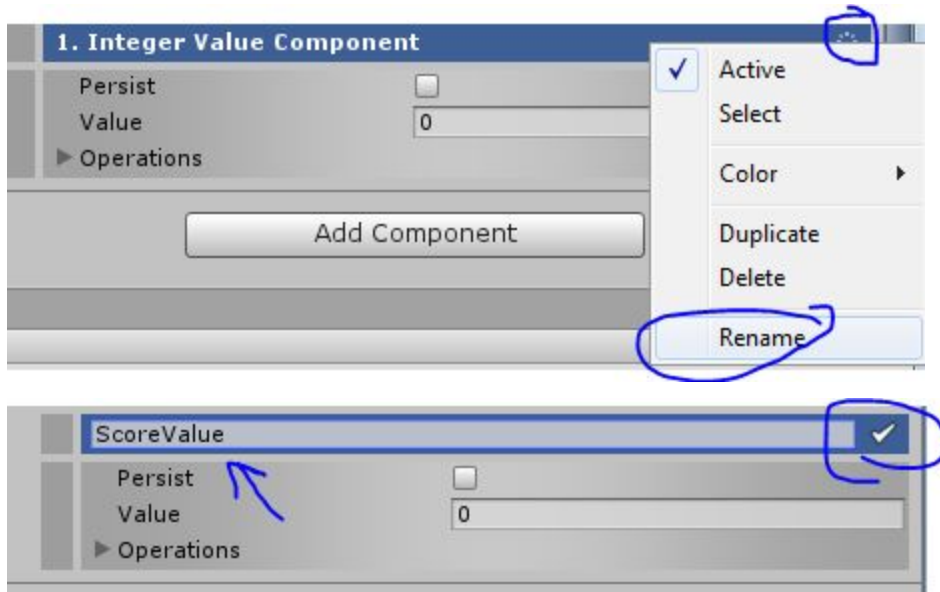 1. Integer Value Component
Persist
Value 0
Operations
Add Component
Active
Select
Color
Duplicate
Delete
Rename
ScoreValue
Persist
Value 0
Operations